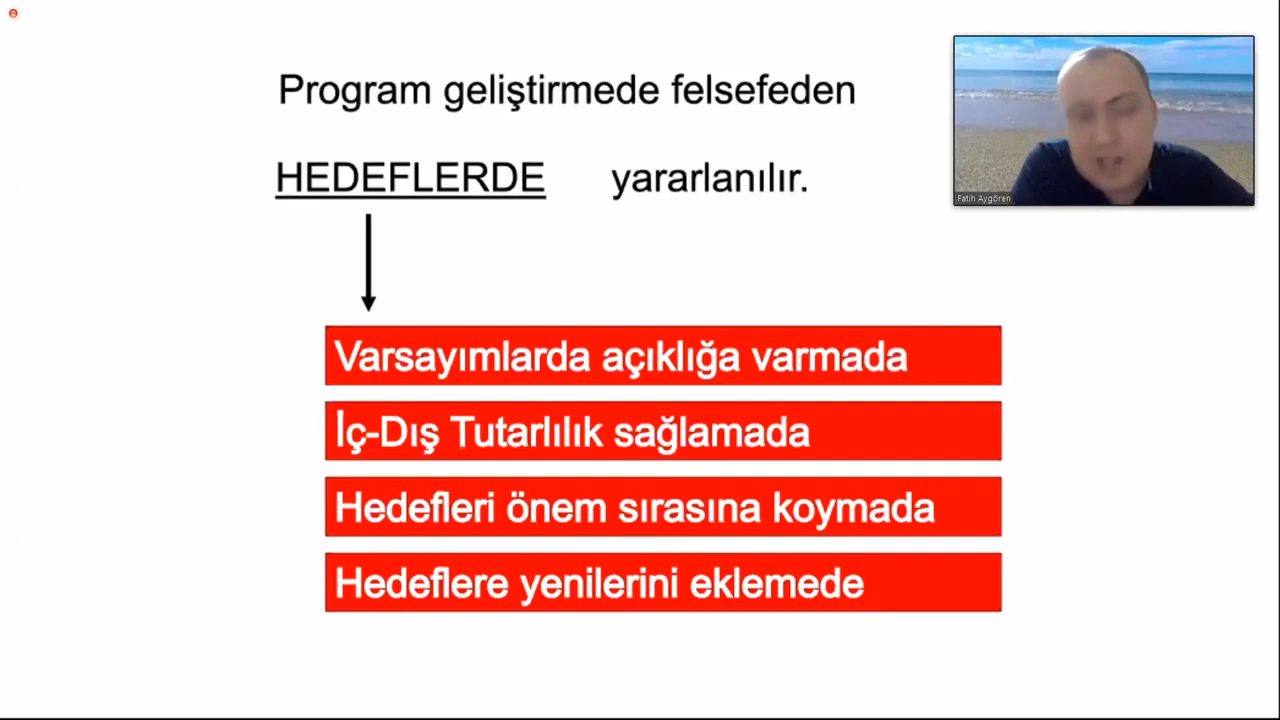 Program geliştirmede felsefeden
HEDEFLERDE yararlanılır.
Fatih Aygören
Varsayımlarda açıklığa varmada
İç-Dış Tutarlılık sağlamada
Hedefleri önem sırasına koymada
Hedeflere yenilerini eklemede